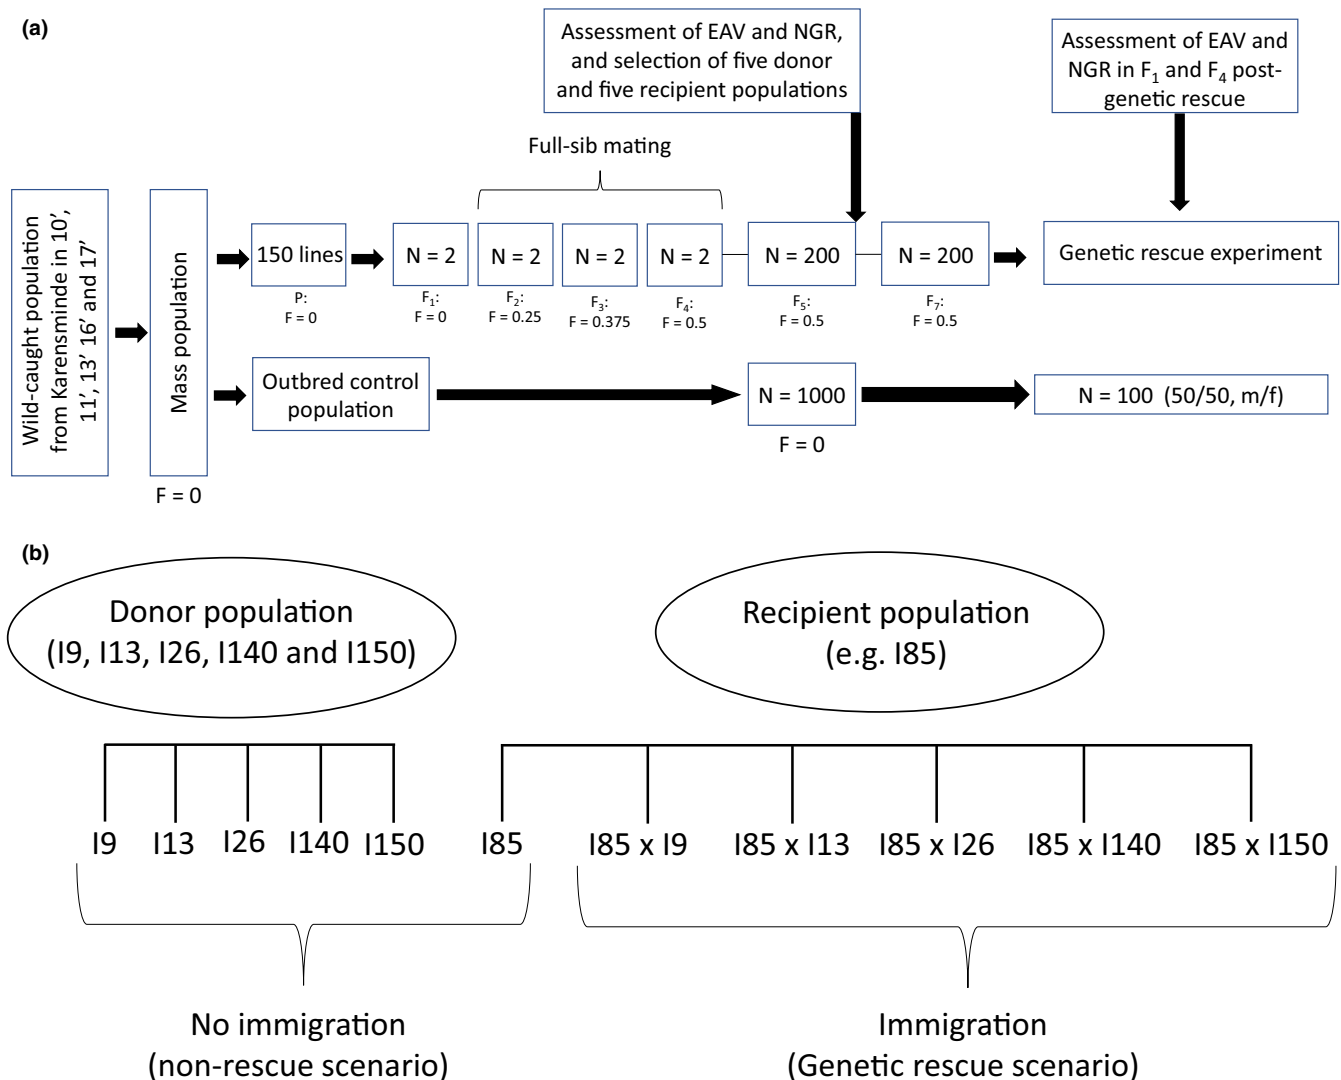 (a)
Assessment of EAV and NGR,
and selection of five donor
and five recipient populations
Assessment of EAV and
NGR in F₁ and F₄ post-
genetic rescue
Full-sib mating
Wild-caught population
from Karensminde in 10’,
11’, 13’ 16’ and 17’
Mass population
F = 0
150 lines
P:
F = 0
N = 2
F₁:
F = 0
N = 2
F₂:
F = 0.25
N = 2
F₃:
F = 0.375
N = 2
F₄:
F = 0.5
N = 200
F₅:
F = 0.5
N = 200
F₇:
F = 0.5
Genetic rescue experiment
Outbred control
population
N = 1000
F = 0
N = 100 (50/50, m/f)
(b)
Donor population
(I9, I13, I26, I140 and I150)
Recipient population
(e.g. I85)
I9
I13
I26
I140
I150
I85
I85 x I9
I85 x I13
I85 x I26
I85 x I140
I85 x I150
No immigration
(non-rescue scenario)
Immigration
(Genetic rescue scenario)